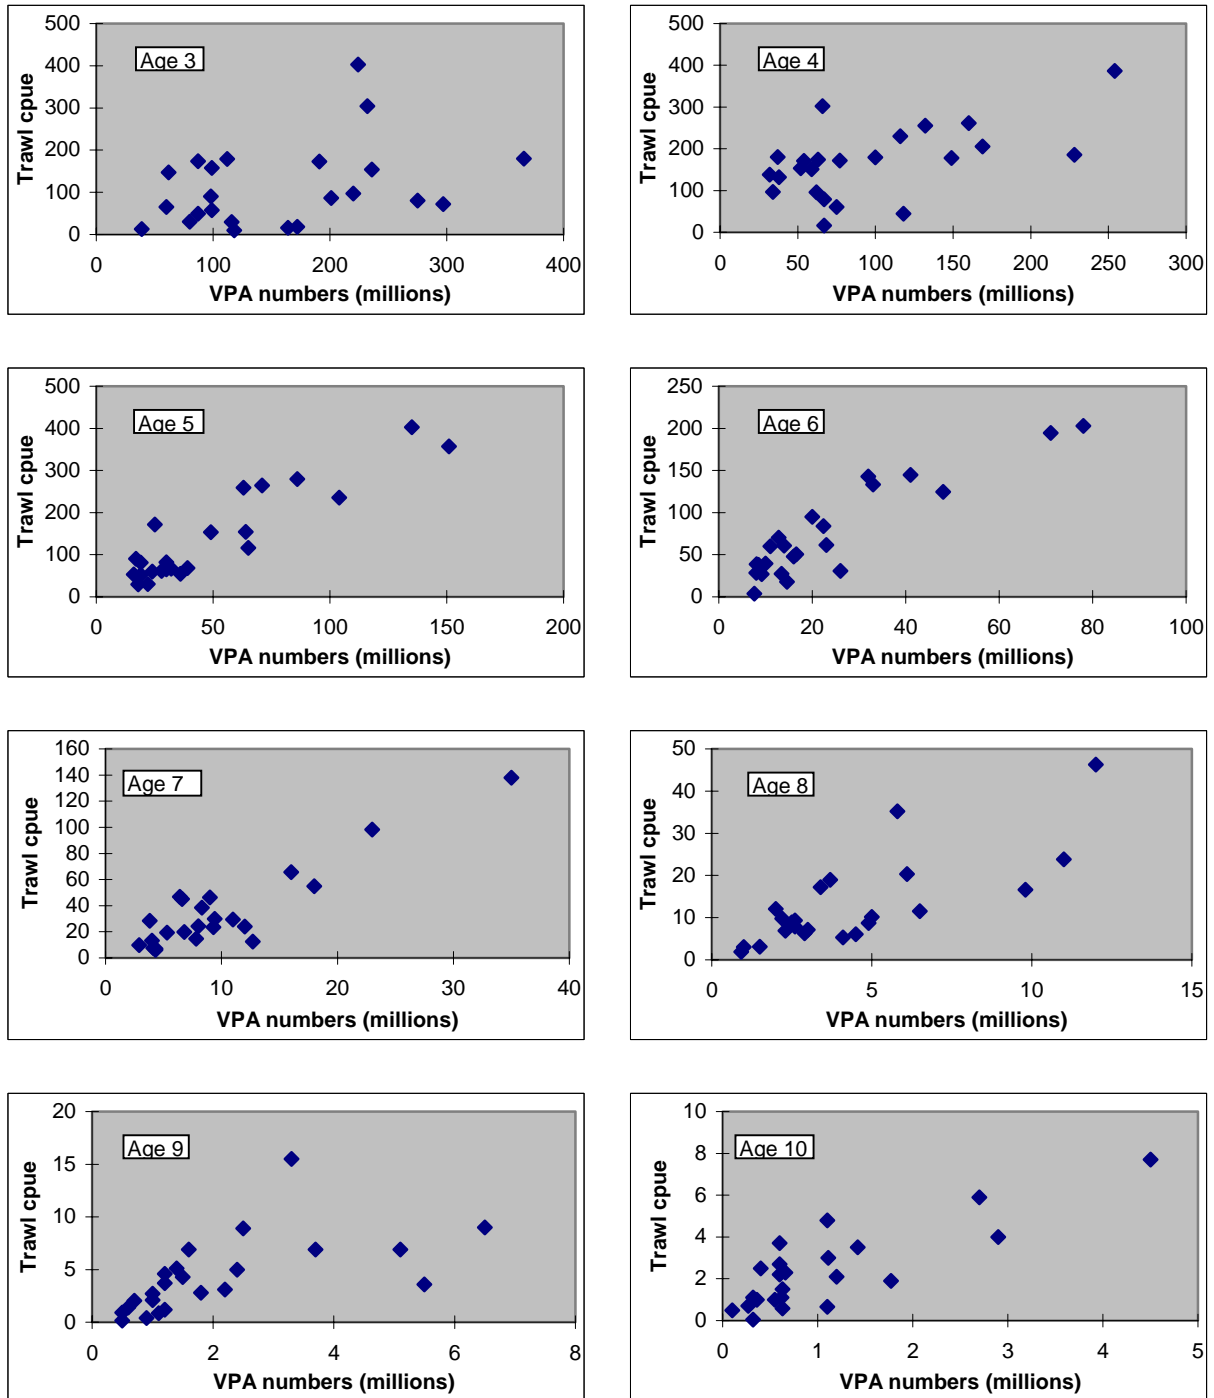 Age 3
Trawl cpue
500
400
300
200
100
0
0 100 200 300 400
VPA numbers (millions)
Age 4
Trawl cpue
500
400
300
200
100
0
0 50 100 150 200 250 300
VPA numbers (millions)
Age 5
Trawl cpue
500
400
300
200
100
0
0 50 100 150 200
VPA numbers (millions)
Age 6
Trawl cpue
250
200
150
100
50
0
0 20 40 60 80 100
VPA numbers (millions)
Age 7
Trawl cpue
160
140
120
100
80
60
40
20
0
0 10 20 30 40
VPA numbers (millions)
Age 8
Trawl cpue
50
40
30
20
10
0
0 5 10 15
VPA numbers (millions)
Age 9
Trawl cpue
20
15
10
5
0
0 2 4 6 8
VPA numbers (millions)
Age 10
Trawl cpue
10
8
6
4
2
0
0 1 2 3 4 5
VPA numbers (millions)